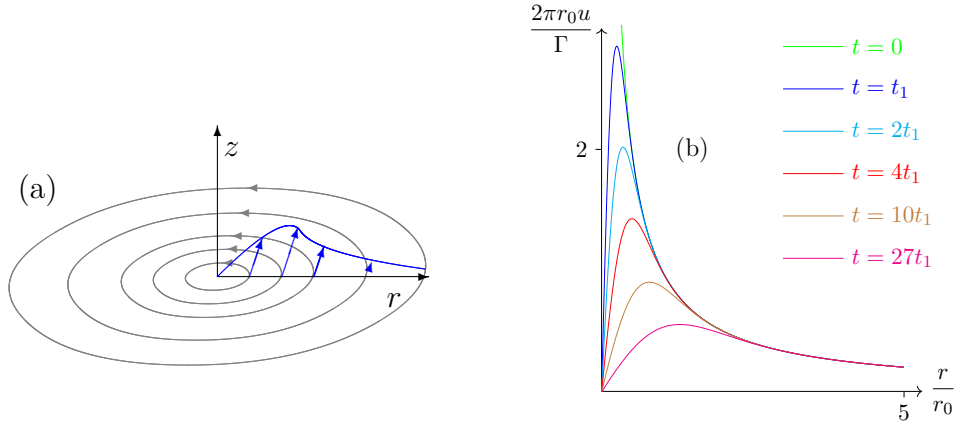 (a)
z
r
2πr₀u
Γ
2
(b)
t = 0
t = t₁
t = 2t₁
t = 4t₁
t = 10t₁
t = 27t₁
5
r
r₀